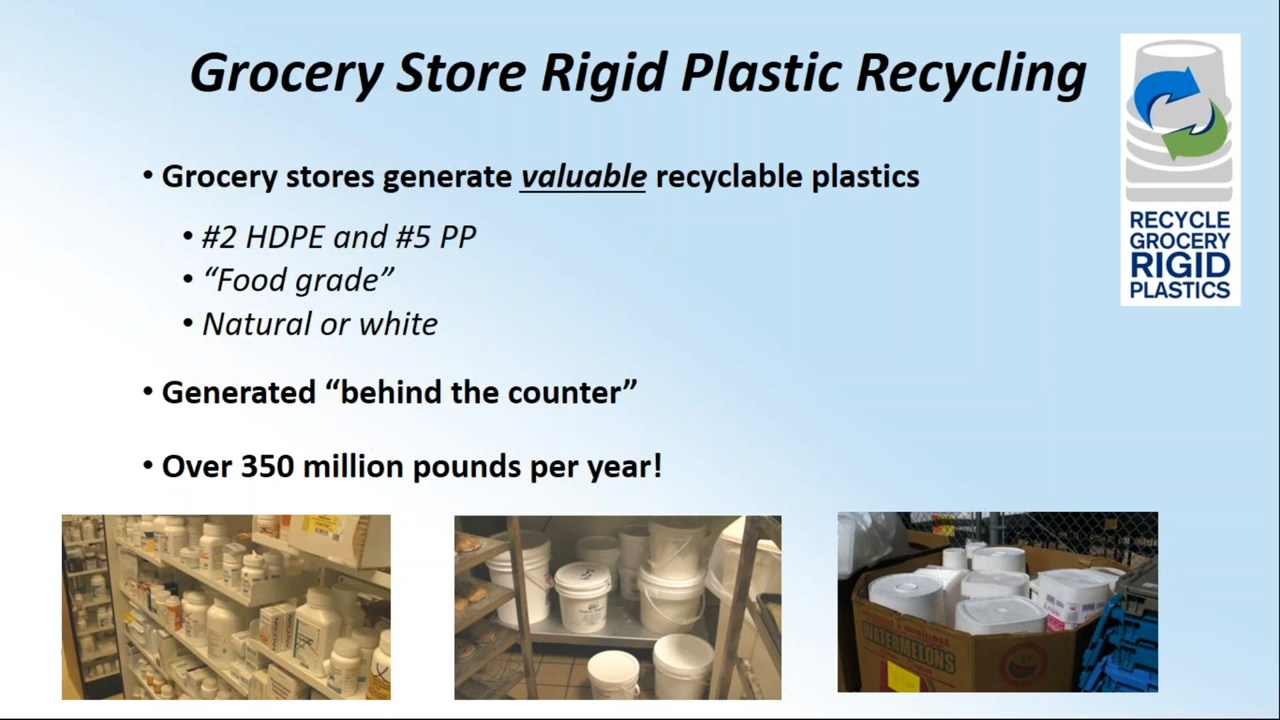 Grocery Store Rigid Plastic Recycling
RECYCLE
GROCERY
RIGID
PLASTICS
• Grocery stores generate valuable recyclable plastics
• #2 HDPE and #5 PP
• “Food grade”
• Natural or white
• Generated “behind the counter”
• Over 350 million pounds per year!
WATERMELONS